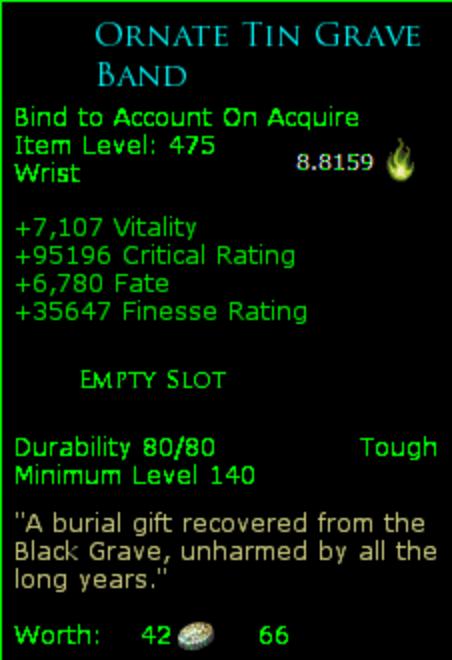 Ornate Tin Grave
Band
Bind to Account On Acquire
Item Level: 475
Wrist 8.8159
+7,107 Vitality
+95196 Critical Rating
+6,780 Fate
+35647 Finesse Rating
Empty Slot
Durability 80/80 Tough
Minimum Level 140
"A burial gift recovered from the
Black Grave, unharmed by all the
long years."
Worth: 42 66